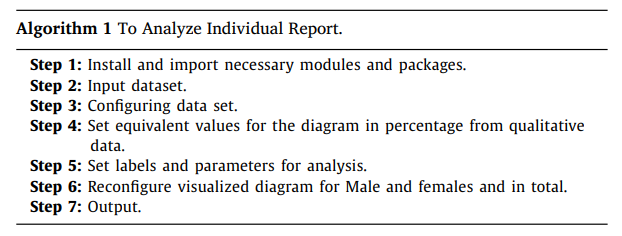 Algorithm 1 To Analyze Individual Report.
Step 1: Install and import necessary modules and packages.
Step 2: Input dataset.
Step 3: Configuring data set.
Step 4: Set equivalent values for the diagram in percentage from qualitative
data.
Step 5: Set labels and parameters for analysis.
Step 6: Reconfigure visualized diagram for Male and females and in total.
Step 7: Output.